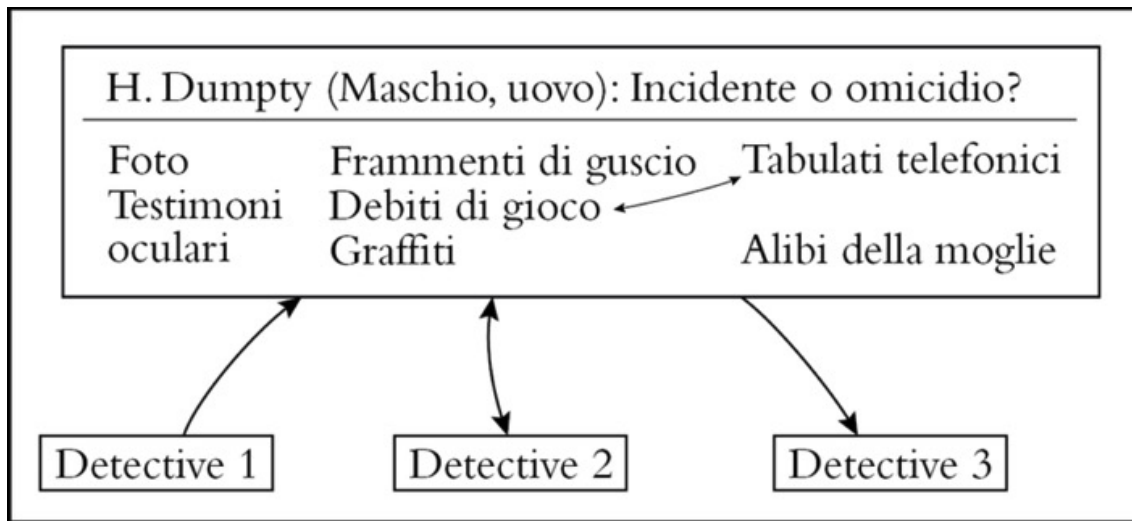 H. Dumpty (Maschio, uovo): Incidente o omicidio?
Foto
Testimoni
oculari
Frammenti di guscio
Debiti di gioco
Graffiti
Tabulati telefonici
Alibi della moglie
Detective 1
Detective 2
Detective 3